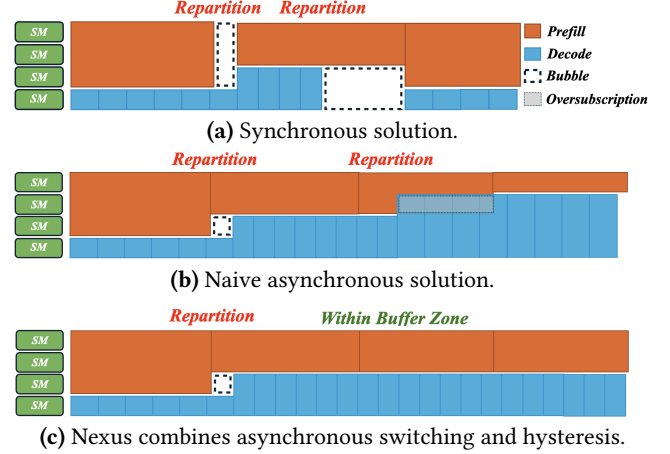 Repartition Repartition
SM
SM
SM
SM
Prefill
Decode
Bubble
Oversubscription
(a) Synchronous solution.
Repartition Repartition
SM
SM
SM
SM
(b) Naive asynchronous solution.
Repartition Within Buffer Zone
SM
SM
SM
SM
(c) Nexus combines asynchronous switching and hysteresis.